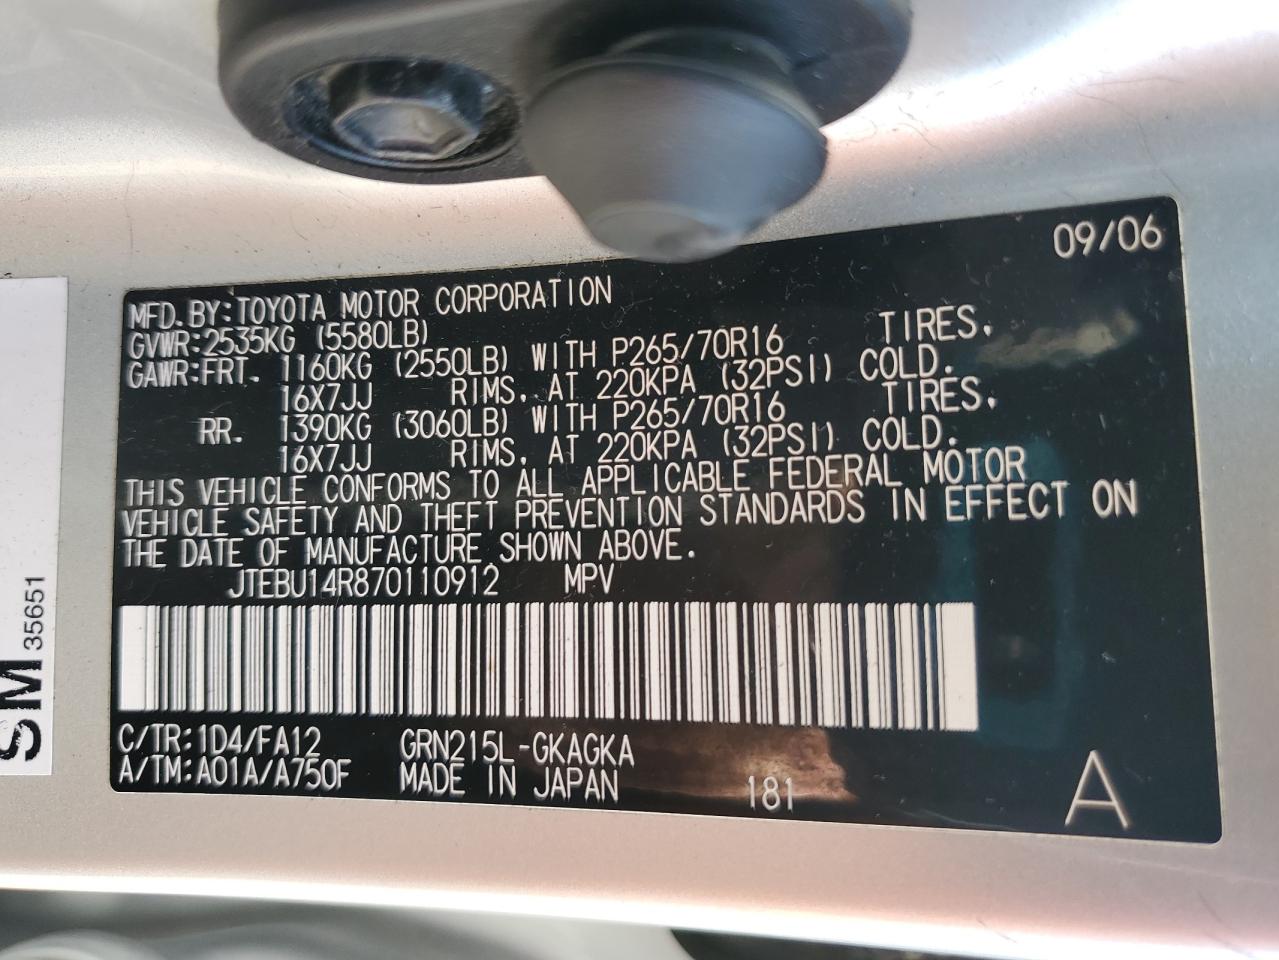 09/06
MFD.BY:TOYOTA MOTOR CORPORATION
GVWR:2535KG (5580LB)
GAWR:FRT. 1160KG (2550LB) WITH P265/70R16 TIRES,
16X7JJ RIMS, AT 220KPA (32PSI) COLD.
RR. 1390KG (3060LB) WITH P265/70R16 TIRES,
16X7JJ RIMS, AT 220KPA (32PSI) COLD.
THIS VEHICLE CONFORMS TO ALL APPLICABLE FEDERAL MOTOR
VEHICLE SAFETY AND THEFT PREVENTION STANDARDS IN EFFECT ON
THE DATE OF MANUFACTURE SHOWN ABOVE.
JTEBU14R870110912 MPV
C/TR:1D4/FA12 GRN215L-GKAGKA
A/TM:A01A/A750F MADE IN JAPAN 181 A
SM 35651